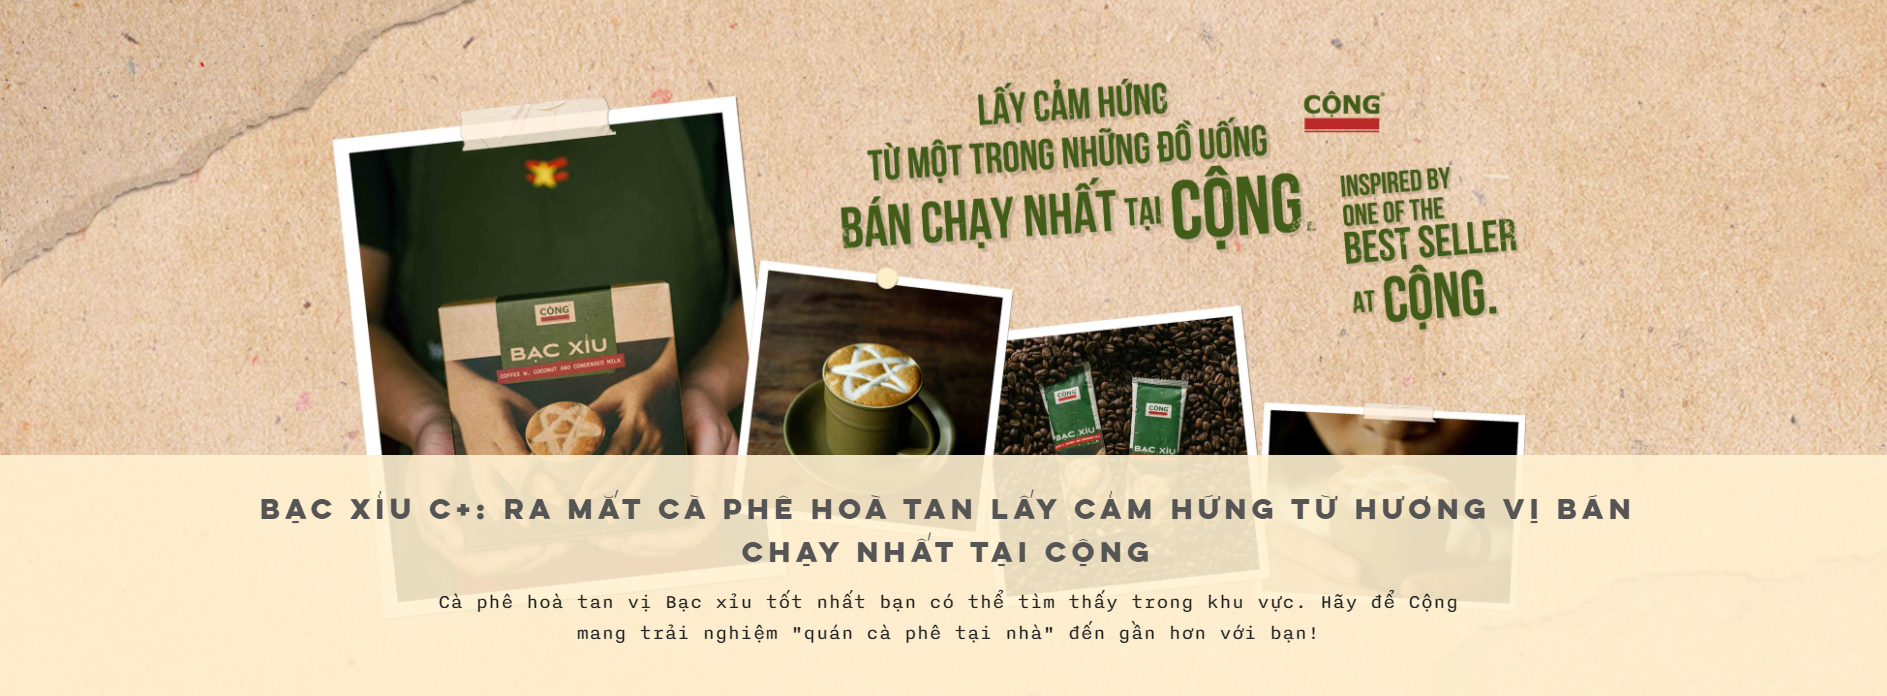 LẤY CẢM HỨNG
TỪ MỘT TRONG NHỮNG ĐỒ UỐNG
BÁN CHẠY NHẤT TẠI CỘNG
CỘNG
INSPIRED BY
ONE OF THE
BEST SELLER
AT CỘNG.
CỘNG
BẠC XỈU
COFFEE W. COCONUT AND CONDENSED MILK
CỘNG
BẠC XỈU
CỘNG
BẠC XỈU
BẠC XỈU C+: RA MẮT CÀ PHÊ HOÀ TAN LẤY CẢM HỨNG TỪ HƯƠNG VỊ BÁN
CHẠY NHẤT TẠI CỘNG
Cà phê hoà tan vị Bạc xỉu tốt nhất bạn có thể tìm thấy trong khu vực. Hãy để Cộng
mang trải nghiệm "quán cà phê tại nhà" đến gần hơn với bạn!